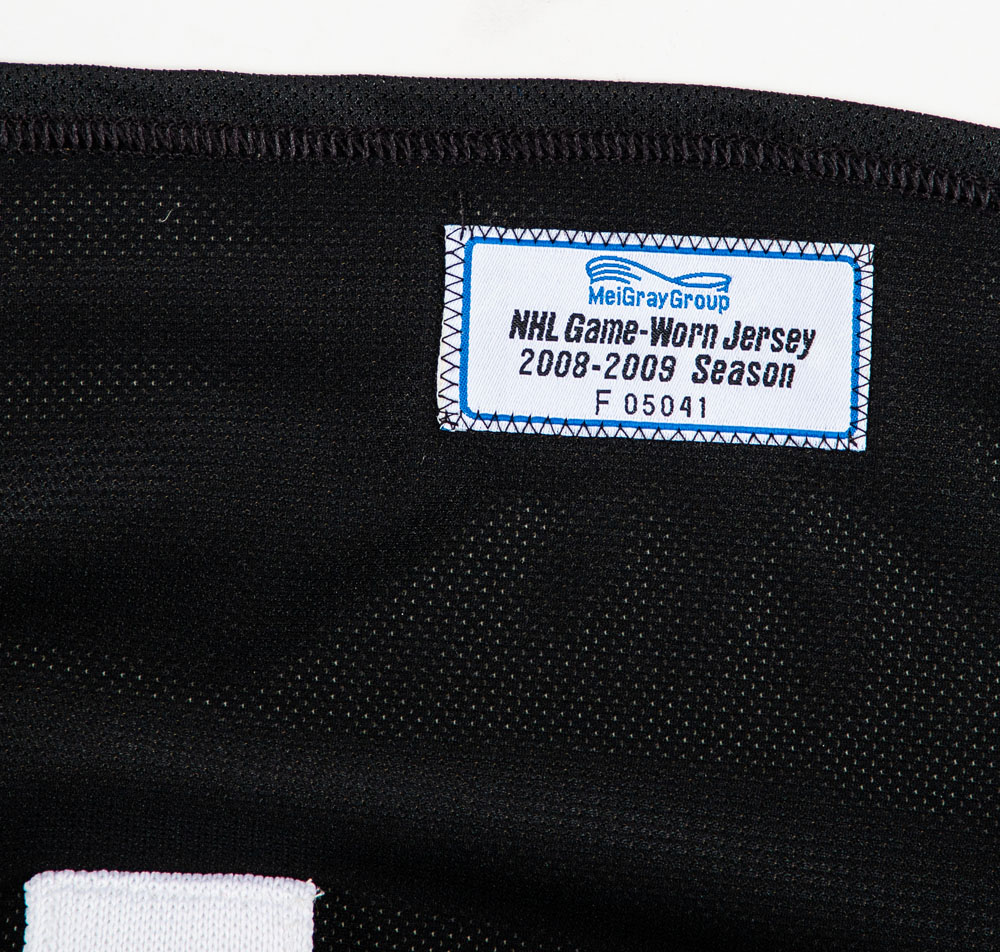 MeiGrayGroup
NHL Game-Worn Jersey
2008-2009 Season
F 05041